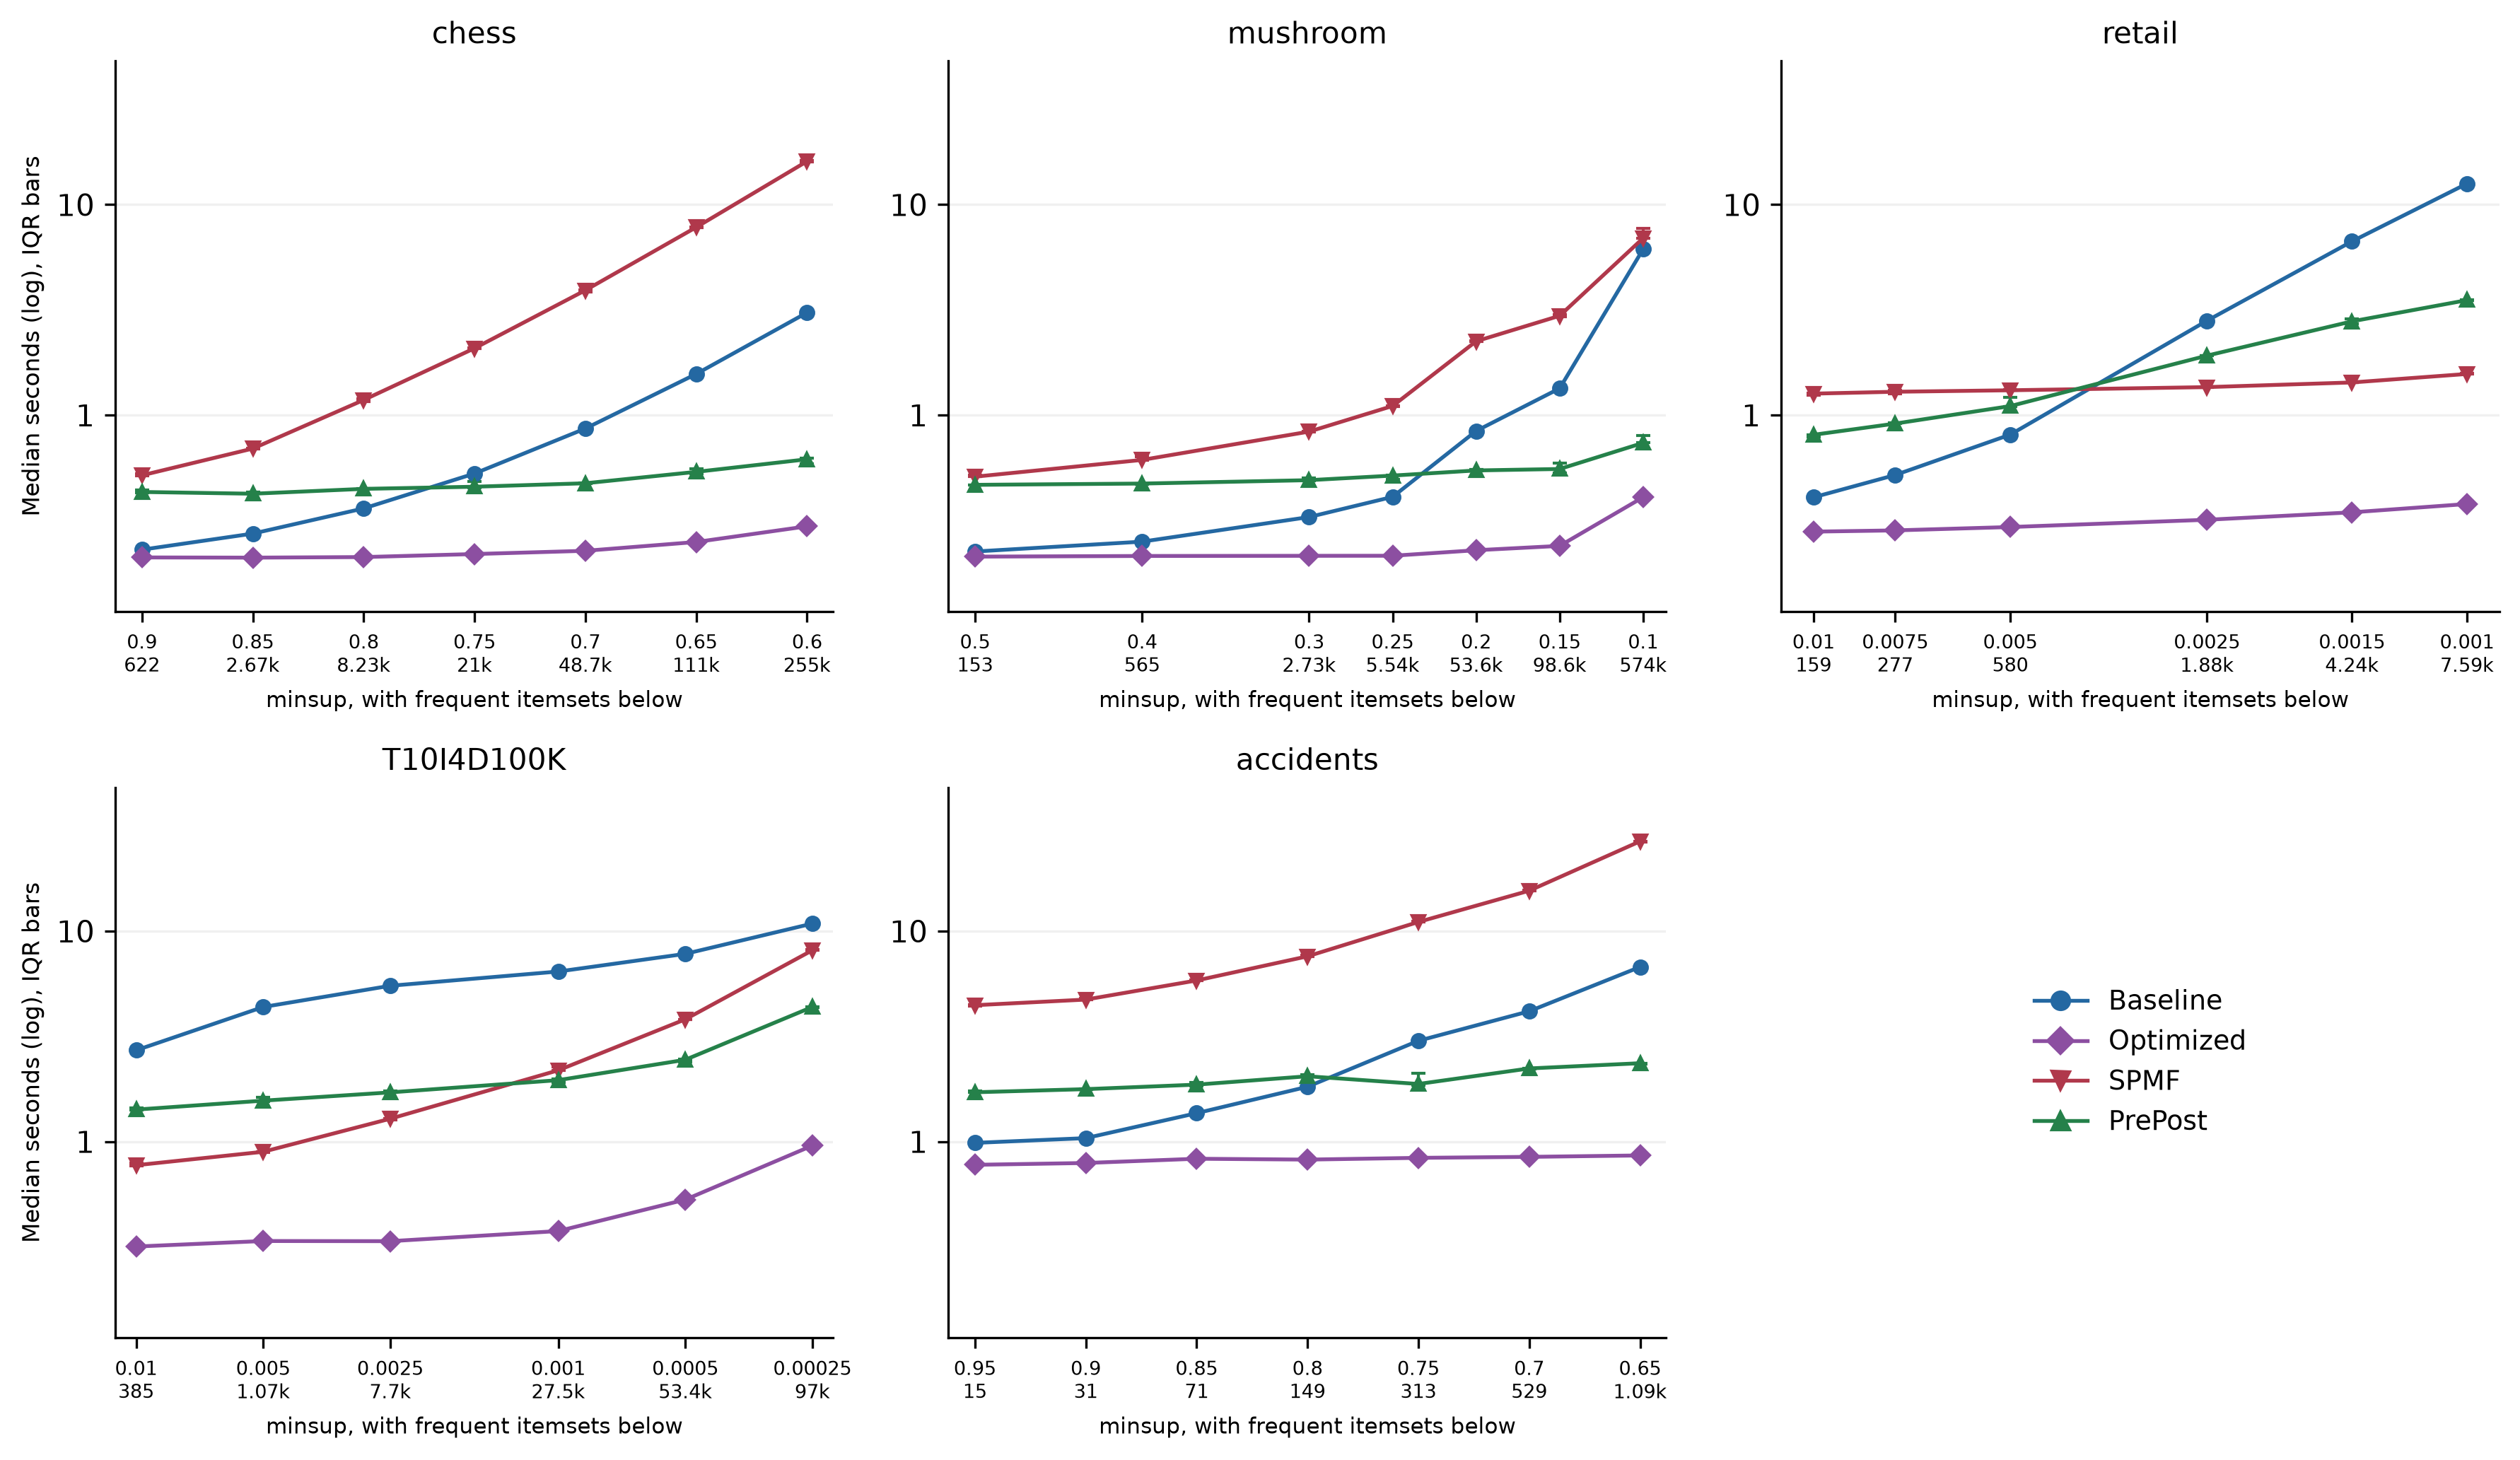 chess
mushroom
retail
Median seconds (log), IQR bars
10
1
10
1
10
1
0.9 0.85 0.8 0.75 0.7 0.65 0.6
622 2.67k 8.23k 21k 48.7k 111k 255k
minsup, with frequent itemsets below
0.5 0.4 0.3 0.25 0.2 0.15 0.1
153 565 2.73k 5.54k 53.6k 98.6k 574k
minsup, with frequent itemsets below
0.01 0.0075 0.005 0.0025 0.0015 0.001
159 277 580 1.88k 4.24k 7.59k
minsup, with frequent itemsets below
T10I4D100K
accidents
Median seconds (log), IQR bars
10
1
10
1
0.01 0.005 0.0025 0.001 0.0005 0.00025
385 1.07k 7.7k 27.5k 53.4k 97k
minsup, with frequent itemsets below
0.95 0.9 0.85 0.8 0.75 0.7 0.65
15 31 71 149 313 529 1.09k
minsup, with frequent itemsets below
Baseline
Optimized
SPMF
PrePost